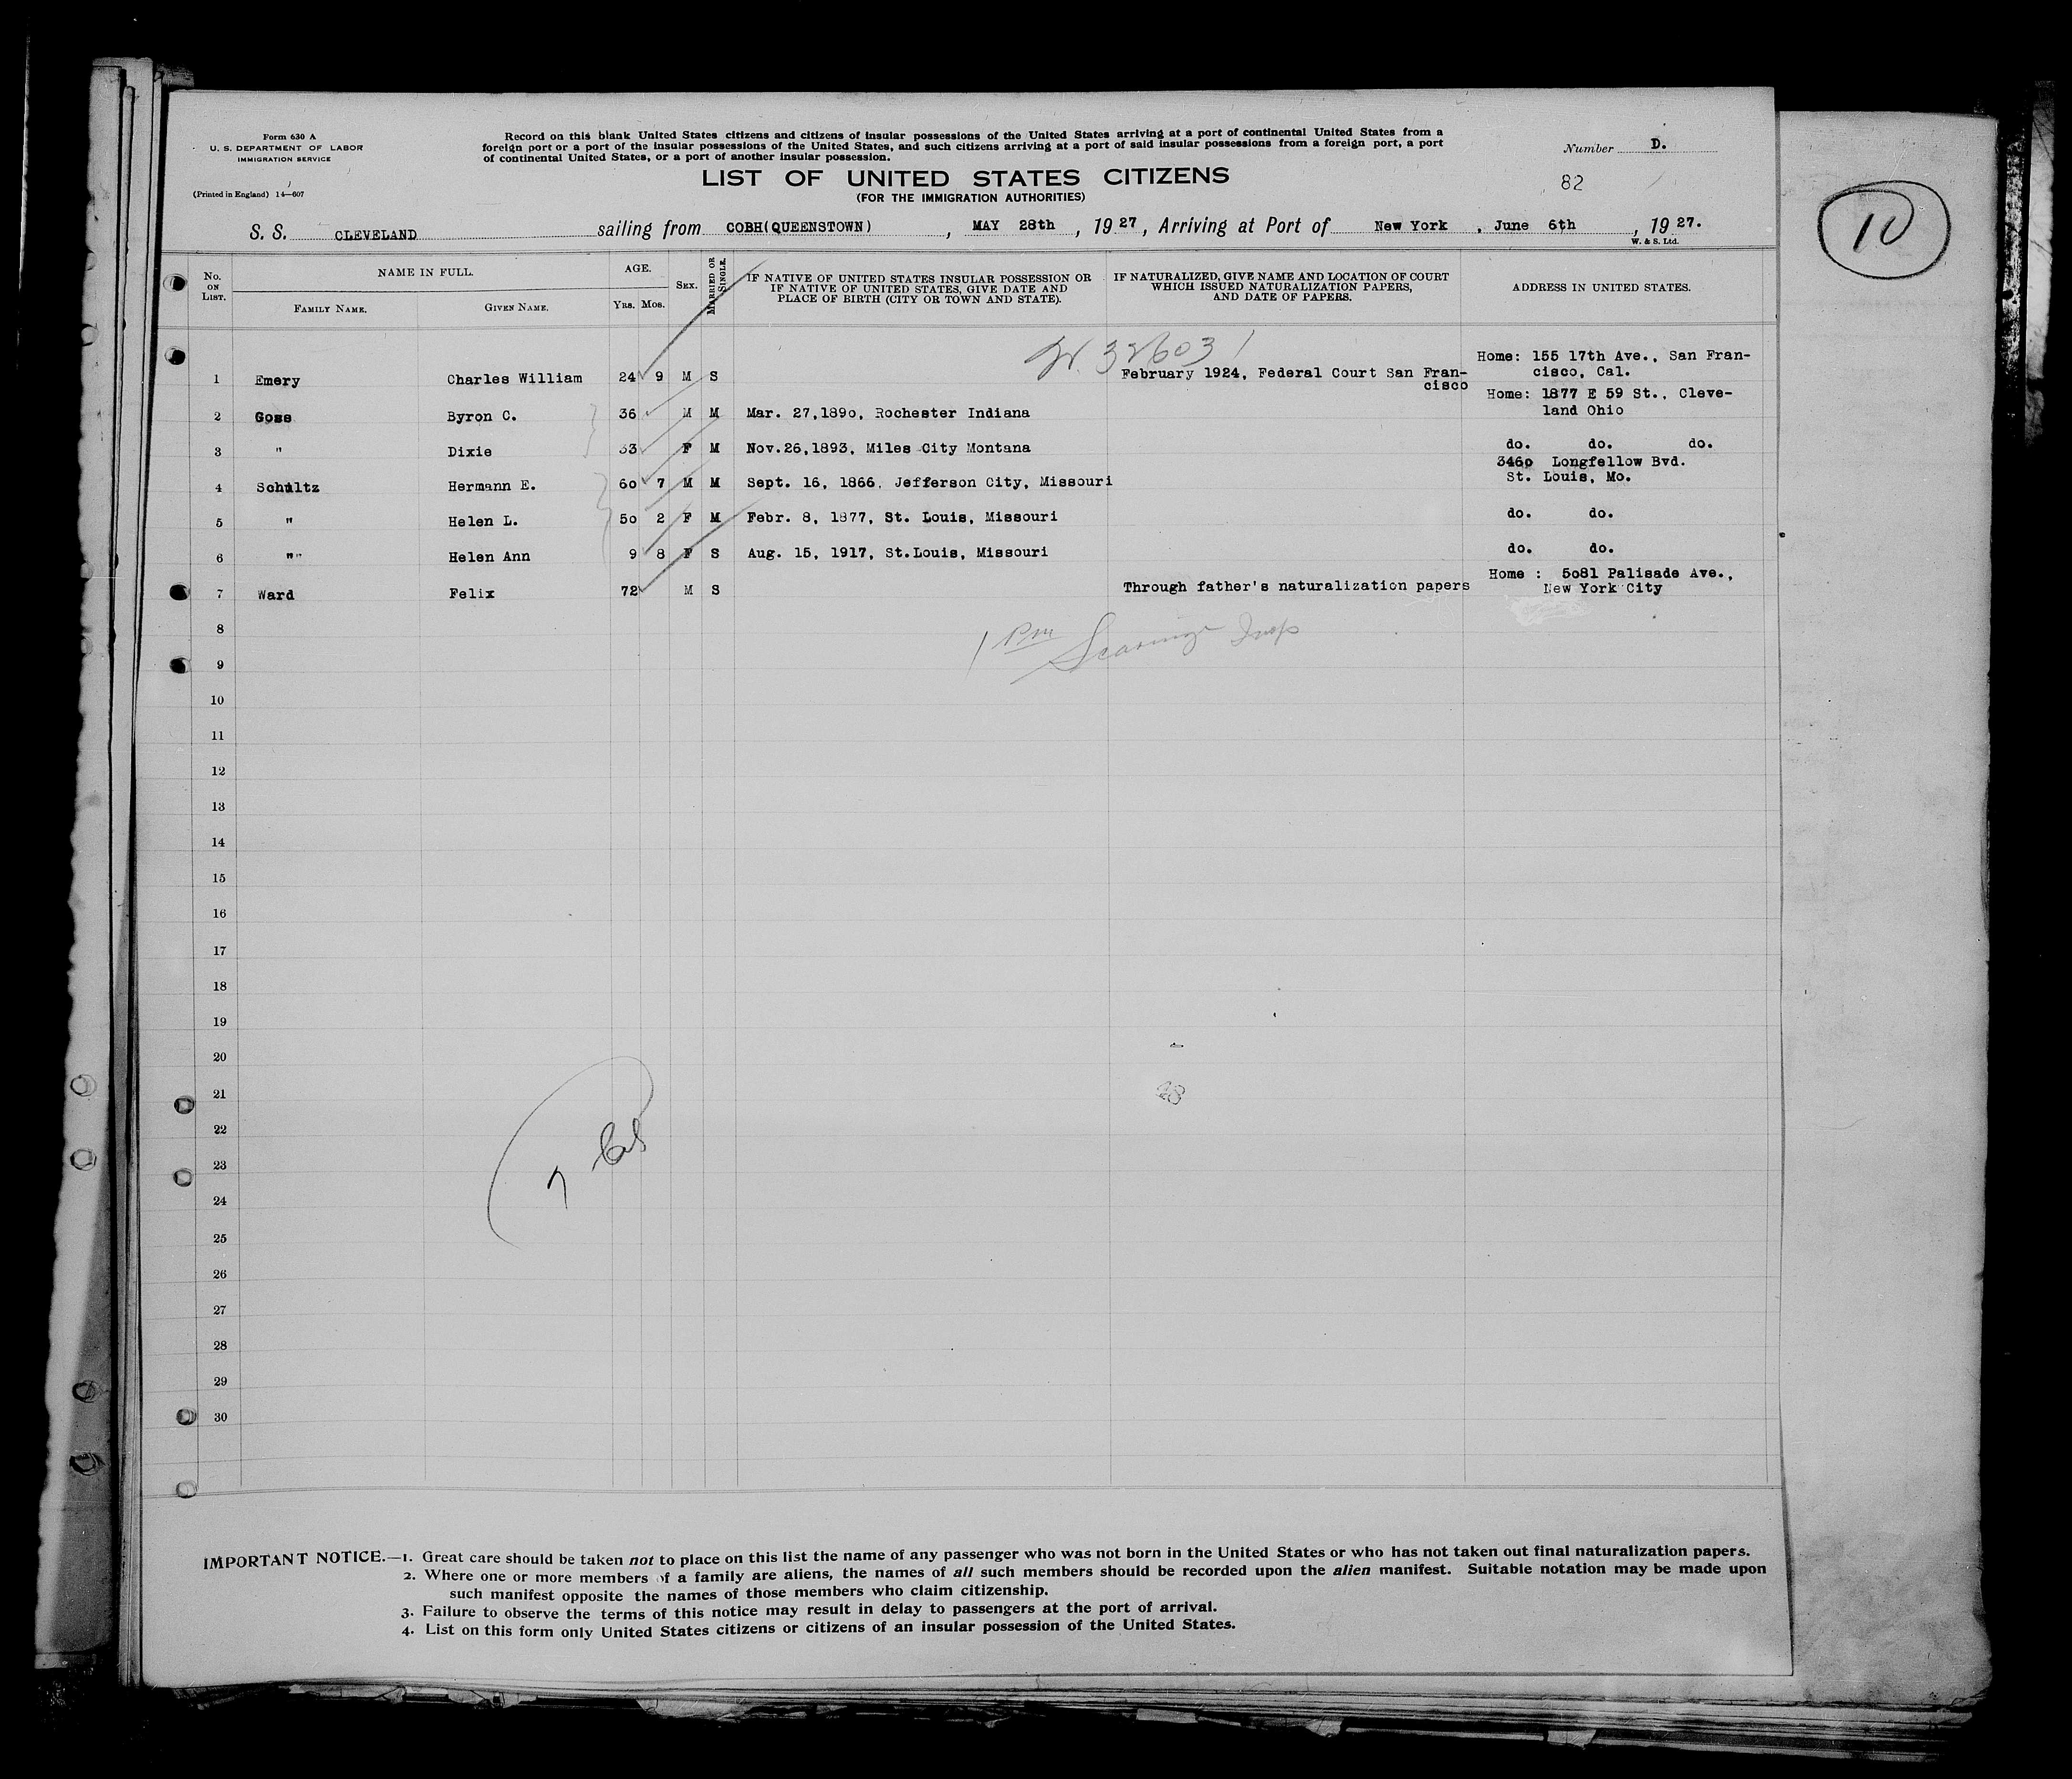 Form 630 A
U. S. DEPARTMENT OF LABOR
IMMIGRATION SERVICE
(Printed in England) 14—607
Record on this blank United States citizens and citizens of insular possessions of the United States arriving at a port of continental United States from a
foreign port or a port of the insular possessions of the United States, and such citizens arriving at a port of said insular possessions from a foreign port, a port
of continental United States, or a port of another insular possession.
Number D.
82
10
LIST OF UNITED STATES CITIZENS
(FOR THE IMMIGRATION AUTHORITIES)
S. S. CLEVELAND sailing from COBH(QUEENSTOWN), MAY 28th, 1927, Arriving at Port of New York, June 6th, 1927.
W. & S. Ltd.
No. ON LIST. NAME IN FULL. AGE. SEX. MARRIED OR SINGLE. IF NATIVE OF UNITED STATES INSULAR POSSESSION OR IF NATIVE OF UNITED STATES, GIVE DATE AND PLACE OF BIRTH (CITY OR TOWN AND STATE). IF NATURALIZED, GIVE NAME AND LOCATION OF COURT WHICH ISSUED NATURALIZATION PAPERS, AND DATE OF PAPERS. ADDRESS IN UNITED STATES.
FAMILY NAME. GIVEN NAME. Yrs. Mos.
32603
1 Emery Charles William 24 9 M S February 1924, Federal Court San Fran-cisco Home: 155 17th Ave., San Fran-cisco, Cal.
2 Goss Byron C. 36 M M Mar. 27,1890, Rochester Indiana Home: 1877 E 59 St., Cleve-land Ohio
3 " Dixie 33 F M Nov.26,1893, Miles City Montana do. do. do.
4 Schultz Hermann E. 60 7 M M Sept. 16, 1866, Jefferson City, Missouri 3460 Longfellow Bvd. St. Louis, Mo.
5 " Helen L. 50 2 F M Febr. 8, 1877, St. Louis, Missouri do. do.
6 "" Helen Ann 9 8 F S Aug. 15, 1917, St.Louis, Missouri do. do.
7 Ward Felix 72 M S Through father's naturalization papers Home : 5081 Palisade Ave., New York City
8
9
10
11
12
13
14
15
16
17
18
19
20
21
22
23
24
25
26
27
28
29
30
IMPORTANT NOTICE.—1. Great care should be taken not to place on this list the name of any passenger who was not born in the United States or who has not taken out final naturalization papers.
2. Where one or more members of a family are aliens, the names of all such members should be recorded upon the alien manifest. Suitable notation may be made upon
such manifest opposite the names of those members who claim citizenship.
3. Failure to observe the terms of this notice may result in delay to passengers at the port of arrival.
4. List on this form only United States citizens or citizens of an insular possession of the United States.